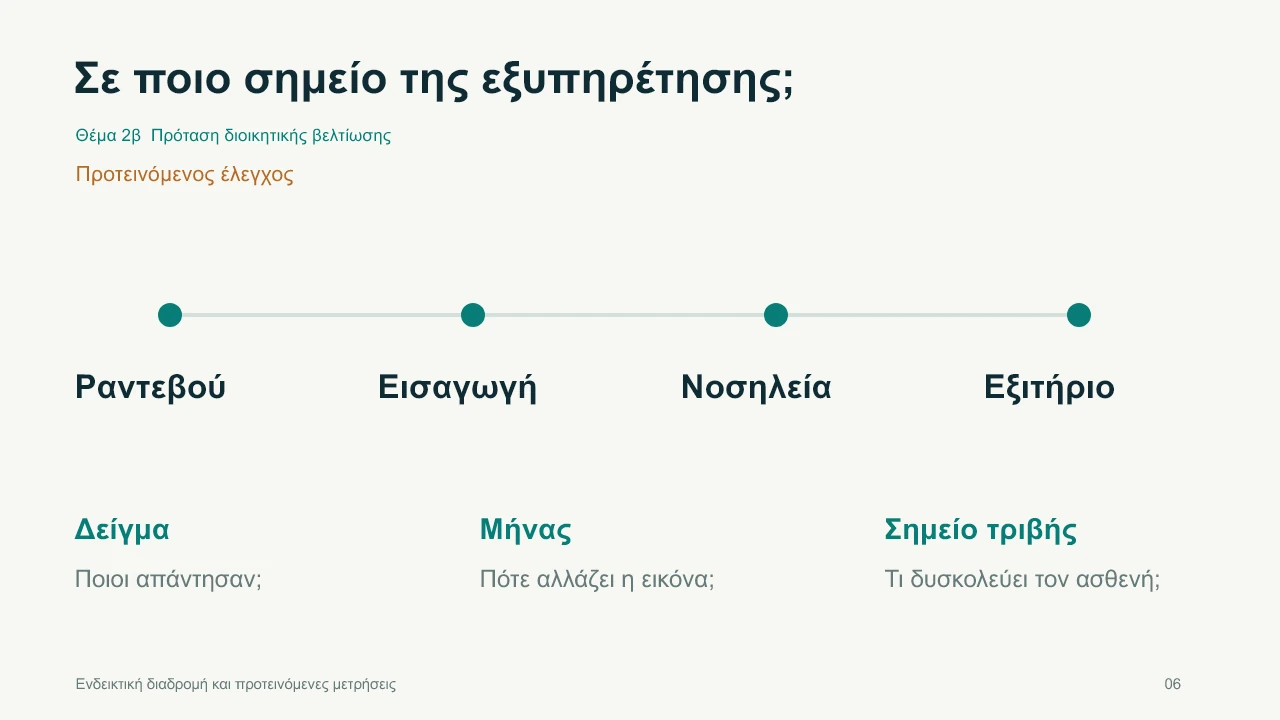 Σε ποιο σημείο της εξυπηρέτησης;
Θέμα 2β Πρόταση διοικητικής βελτίωσης
Προτεινόμενος έλεγχος
Ραντεβού Εισαγωγή Νοσηλεία Εξιτήριο
Δείγμα Μήνας Σημείο τριβής
Ποιοι απάντησαν; Πότε αλλάζει η εικόνα; Τι δυσκολεύει τον ασθενή;
Ενδεικτική διαδρομή και προτεινόμενες μετρήσεις 06